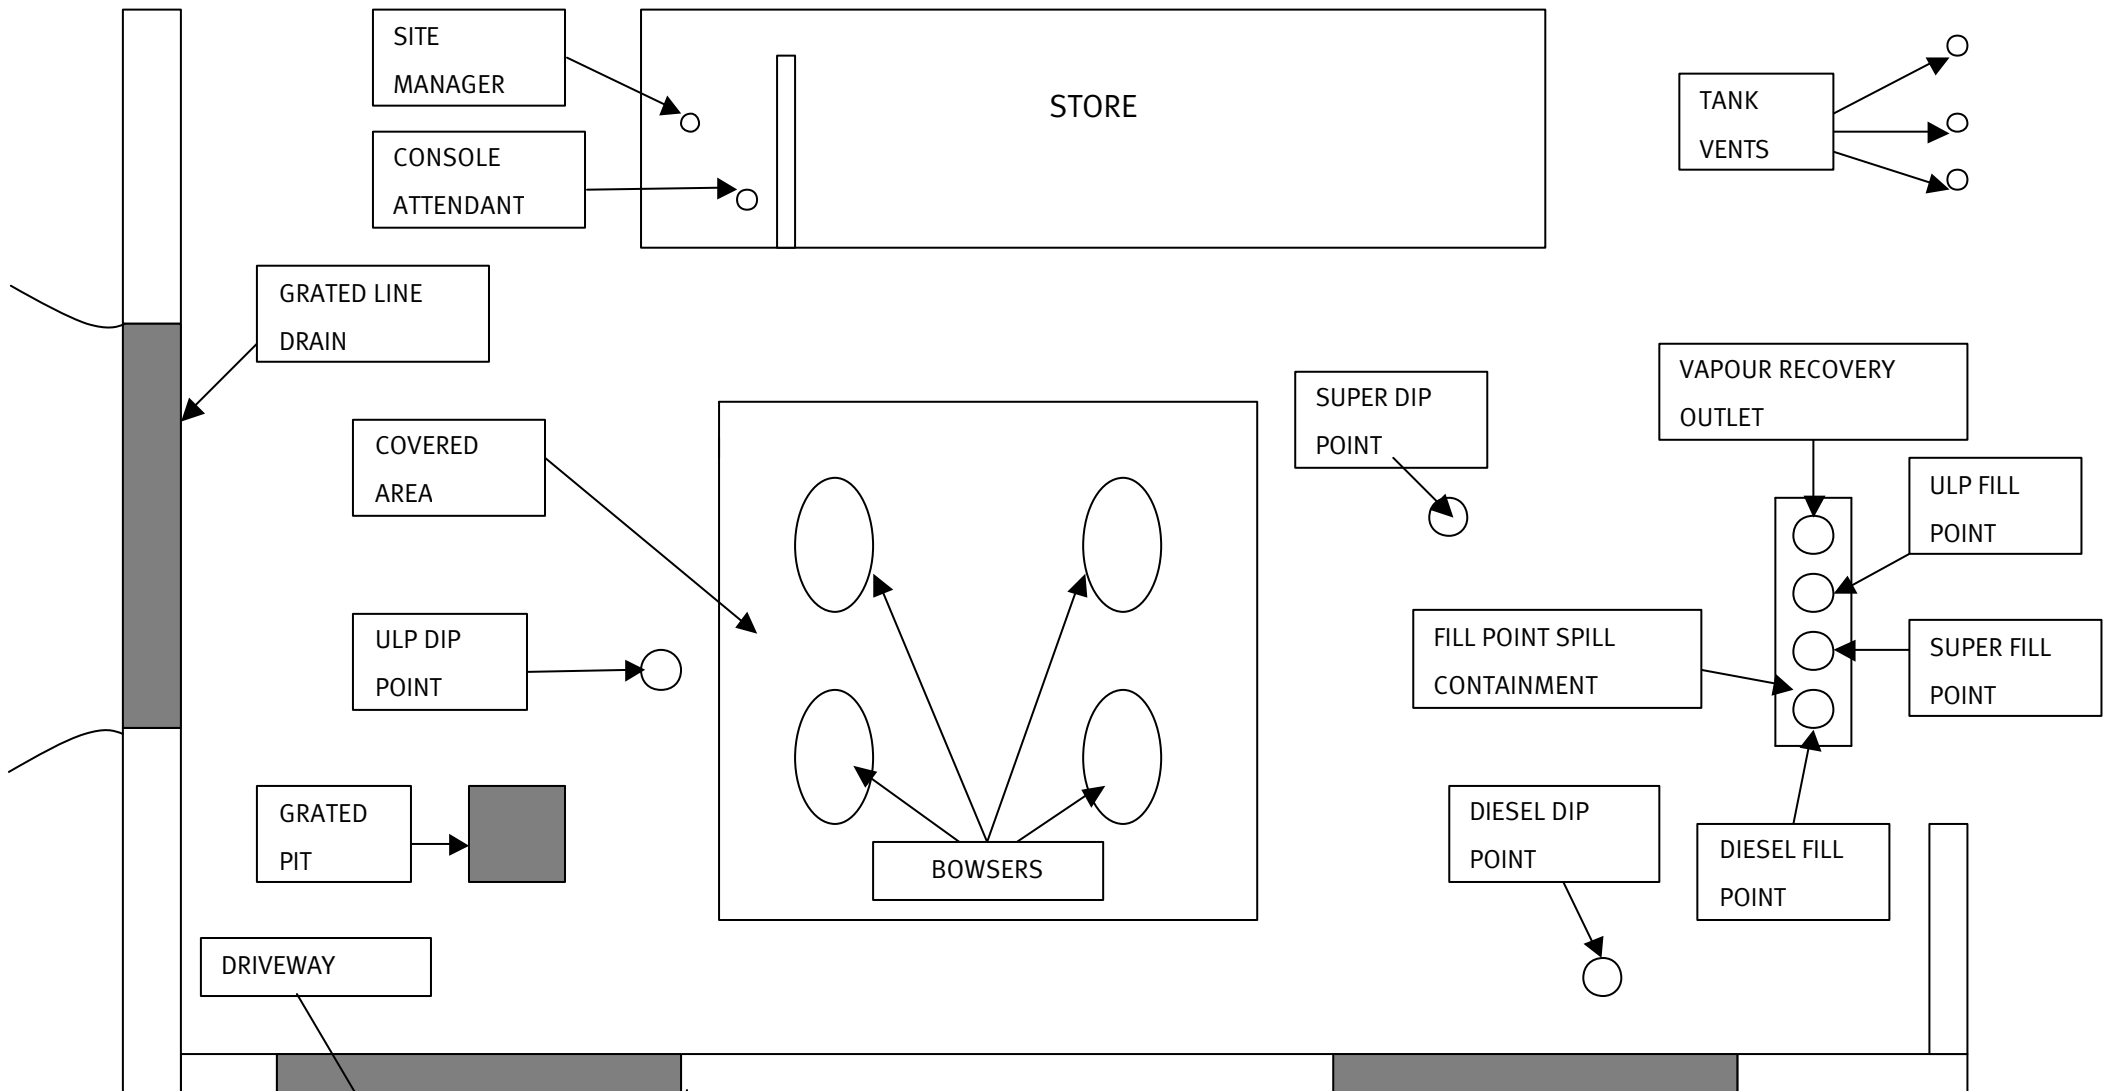 SITE
MANAGER
STORE
TANK
VENTS
CONSOLE
ATTENDANT
GRATED LINE
DRAIN
VAPOUR RECOVERY
OUTLET
SUPER DIP
POINT
COVERED
AREA
ULP FILL
POINT
ULP DIP
POINT
FILL POINT SPILL
CONTAINMENT
SUPER FILL
POINT
GRATED
PIT
BOWSERS
DIESEL DIP
POINT
DIESEL FILL
POINT
DRIVEWAY